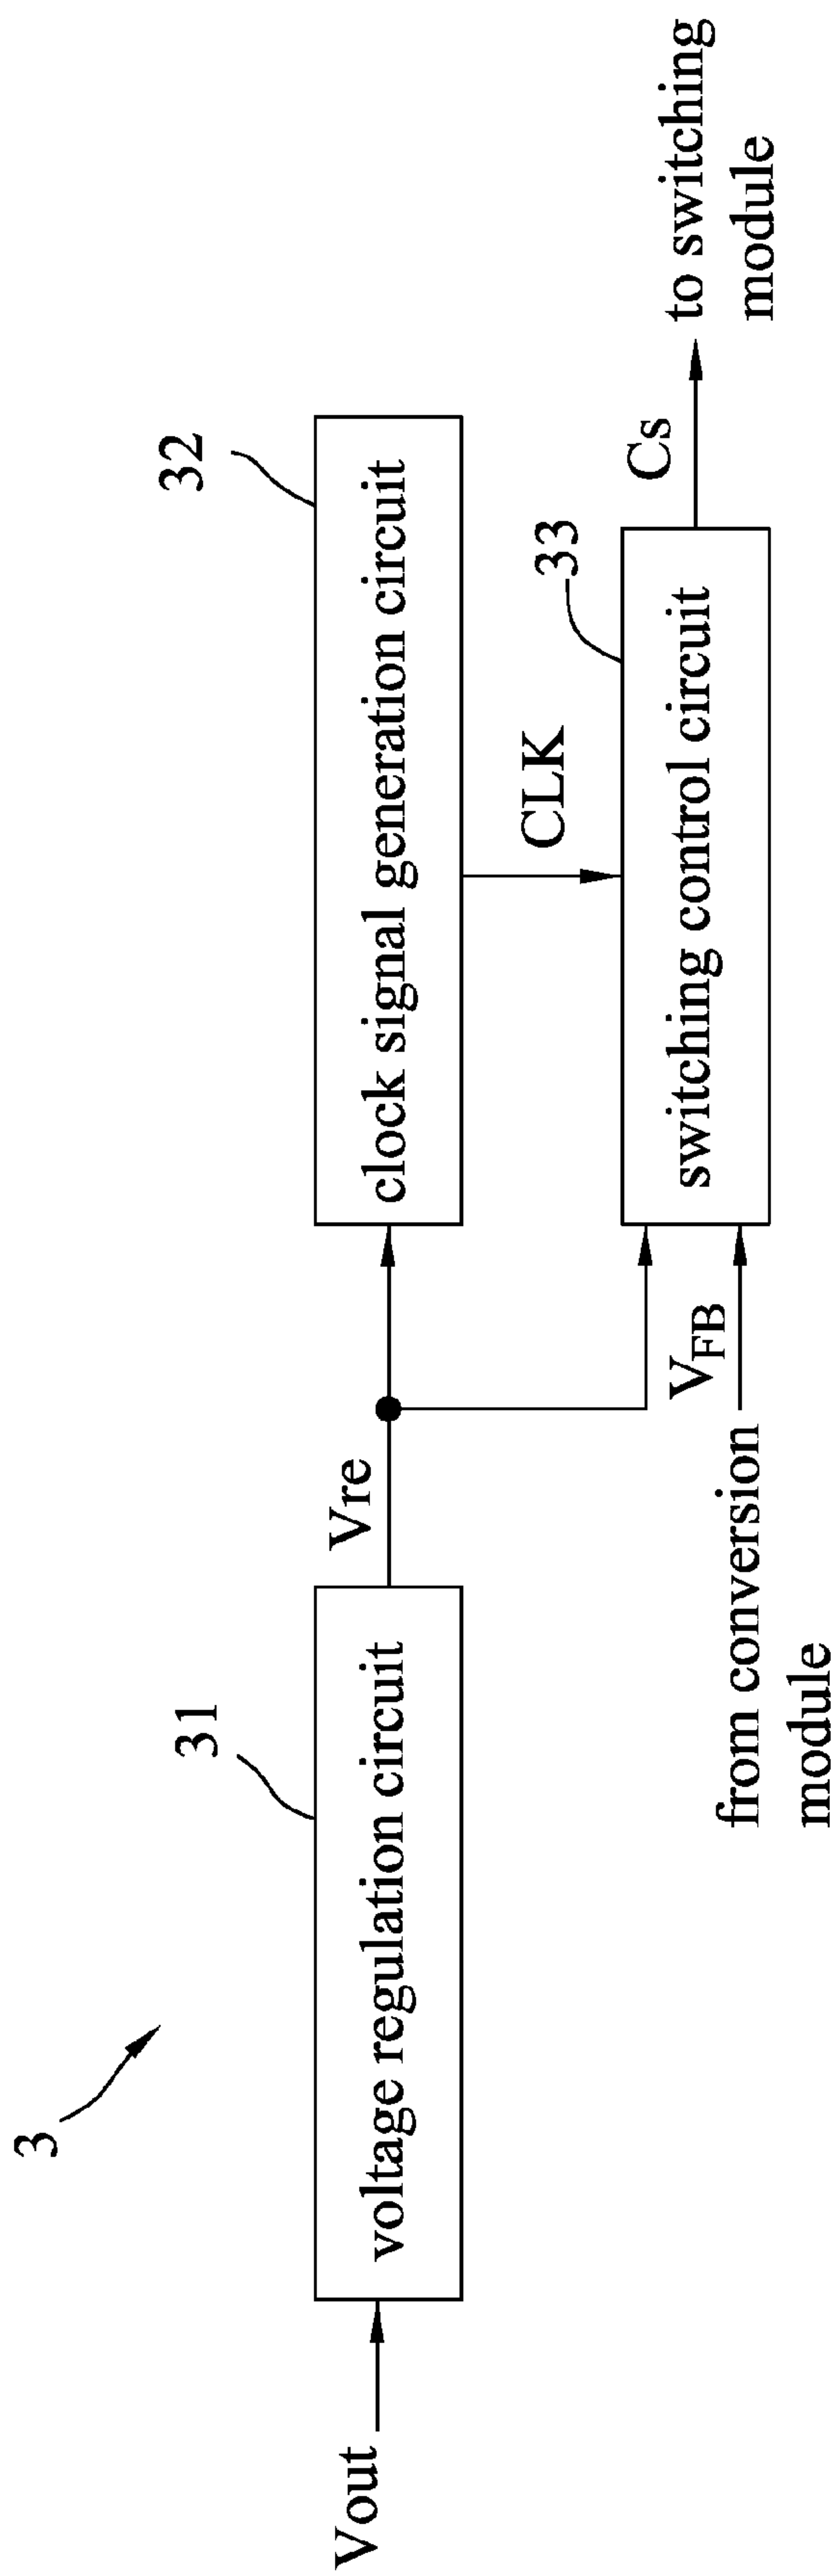 3
32
31
clock signal generation circuit
Vre
voltage regulation circuit
Vout
CLK
33
Cs
to switching
module
switching control circuit
VFB
from conversion
module